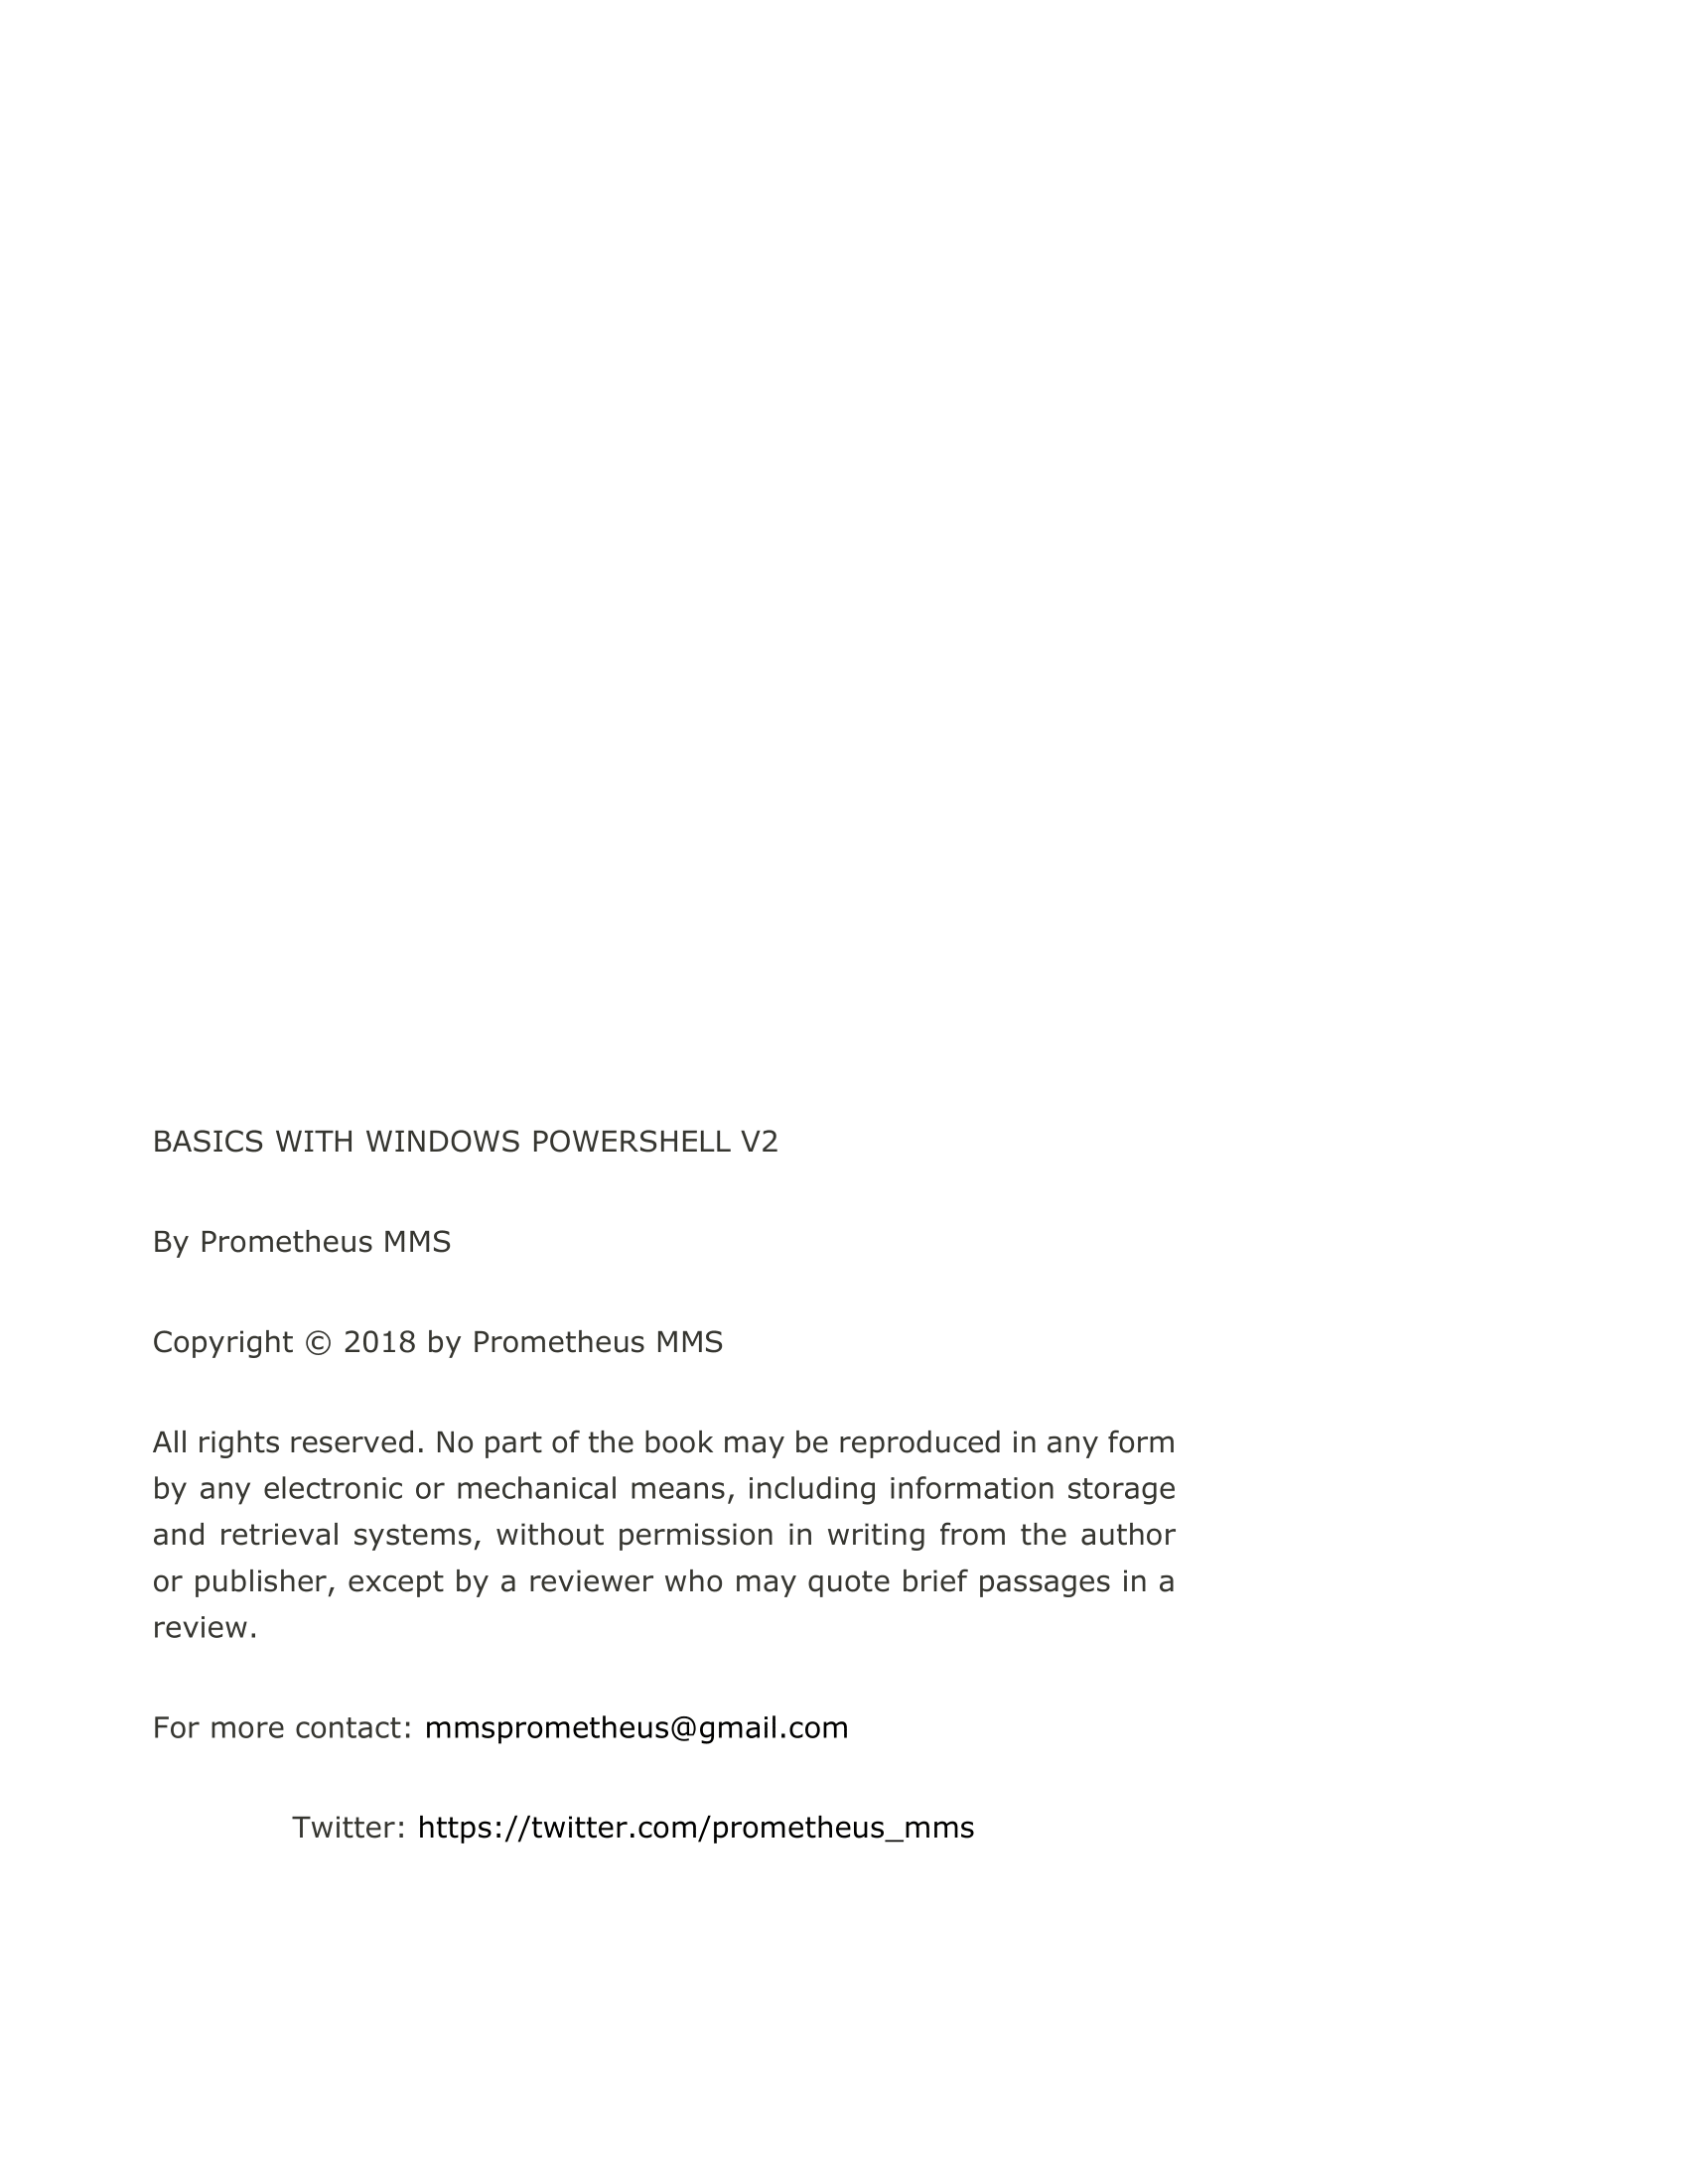 BASICS WITH WINDOWS POWERSHELL V2
By Prometheus MMS
Copyright © 2018 by Prometheus MMS
All rights reserved. No part of the book may be reproduced in any form
by any electronic or mechanical means, including information storage
and retrieval systems, without permission in writing from the author
or publisher, except by a reviewer who may quote brief passages in a
review.
For more contact: mmsprometheus@gmail.com
Twitter: https://twitter.com/prometheus_mms